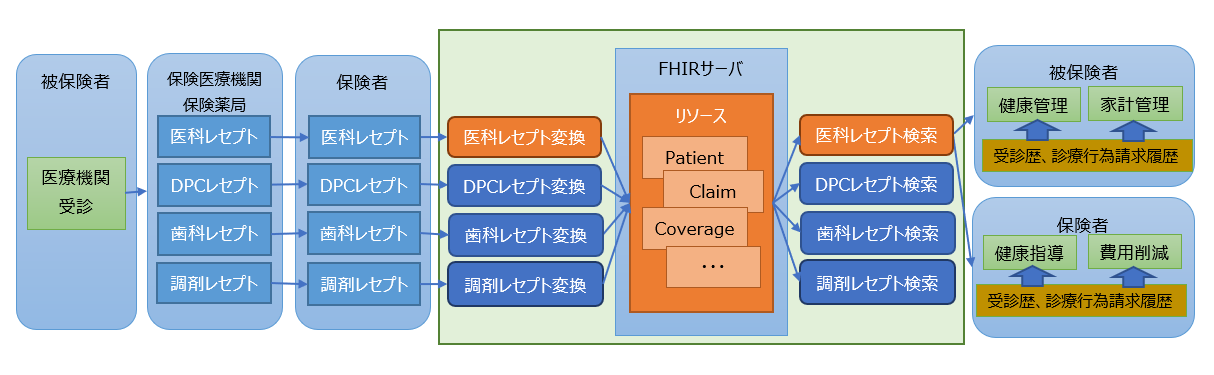 被保険者
医療機関
受診
保険医療機関
保険薬局
医科レセプト
DPCレセプト
歯科レセプト
調剤レセプト
保険者
医科レセプト
DPCレセプト
歯科レセプト
調剤レセプト
医科レセプト変換
DPCレセプト変換
歯科レセプト変換
調剤レセプト変換
FHIRサーバ
リソース
Patient
Claim
Coverage
・・・
医科レセプト検索
DPCレセプト検索
歯科レセプト検索
調剤レセプト検索
被保険者
健康管理
家計管理
受診歴、診療行為請求履歴
保険者
健康指導
費用削減
受診歴、診療行為請求履歴